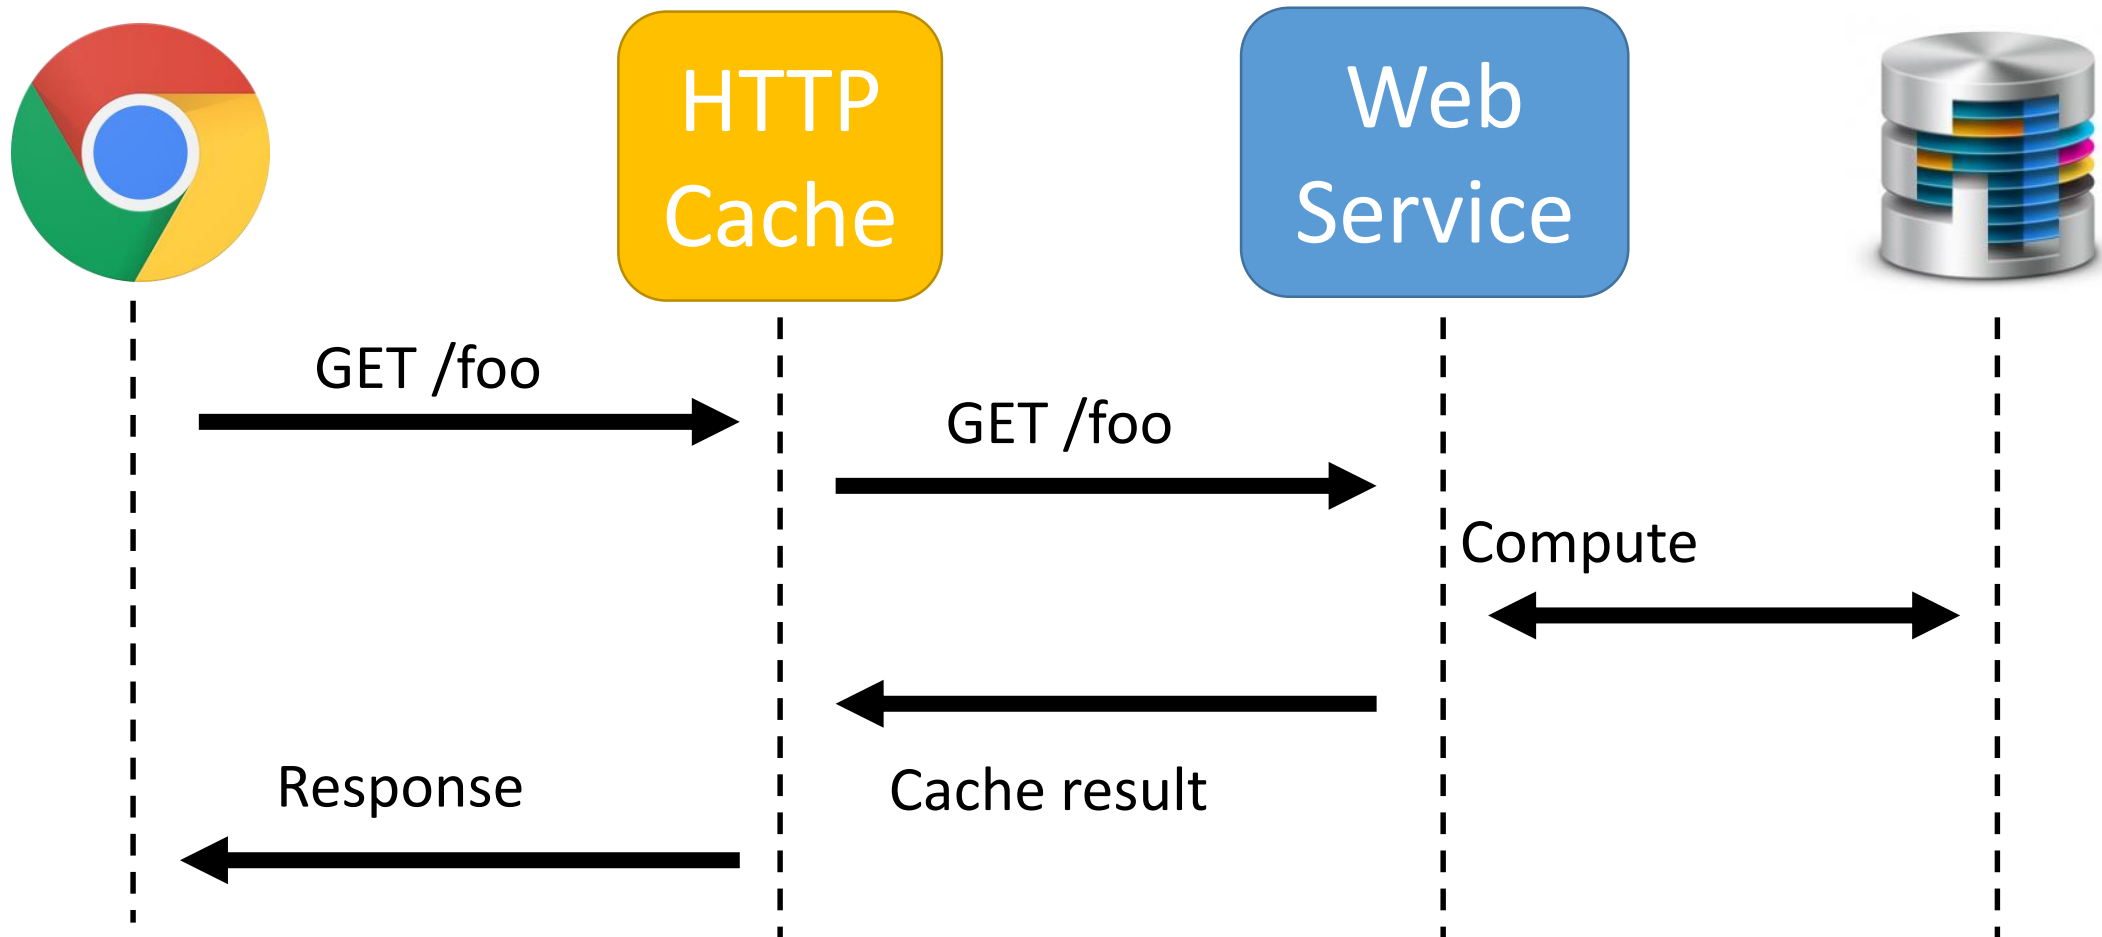 HTTP
Cache
Web
Service
GET /foo
GET /foo
Compute
Cache result
Response